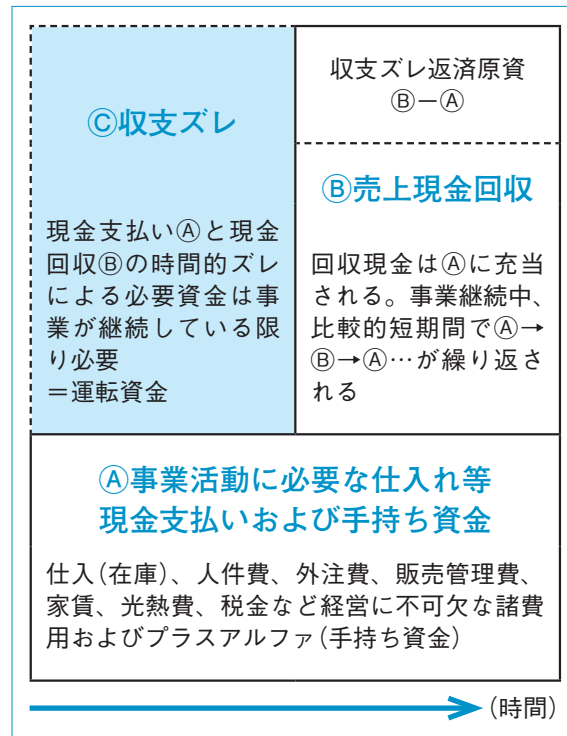 Ⓒ収支ズレ
現金支払いⒶと現金
回収Ⓑの時間的ズレ
による必要資金は事
業が継続している限
り必要
＝運転資金
収支ズレ返済原資
Ⓑ－Ⓐ
Ⓑ売上現金回収
回収現金はⒶに充当
される。事業継続中、
比較的短期間でⒶ→
Ⓑ→Ⓐ…が繰り返さ
れる
Ⓐ事業活動に必要な仕入れ等
現金支払いおよび手持ち資金
仕入(在庫)、人件費、外注費、販売管理費、
家賃、光熱費、税金など経営に不可欠な諸費
用およびプラスアルファ(手持ち資金)
(時間)